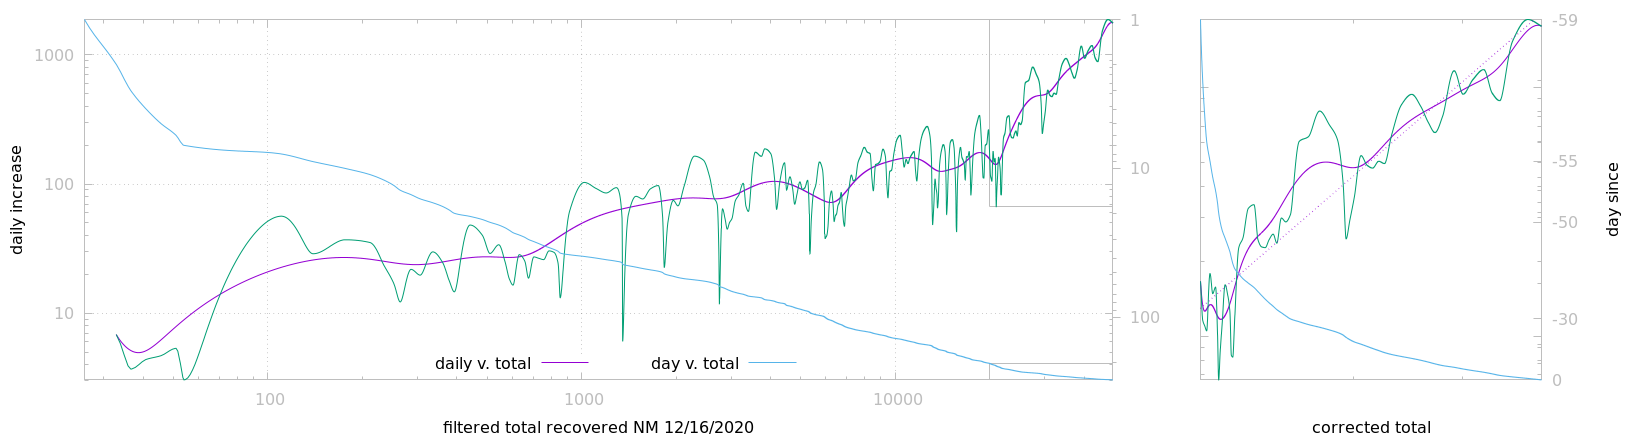 daily increase
1000
100
10
daily v. total
day v. total
100
1000
10000
filtered total recovered NM 12/16/2020
1
10
100
-59
-55
-50
-30
0
day since
corrected total